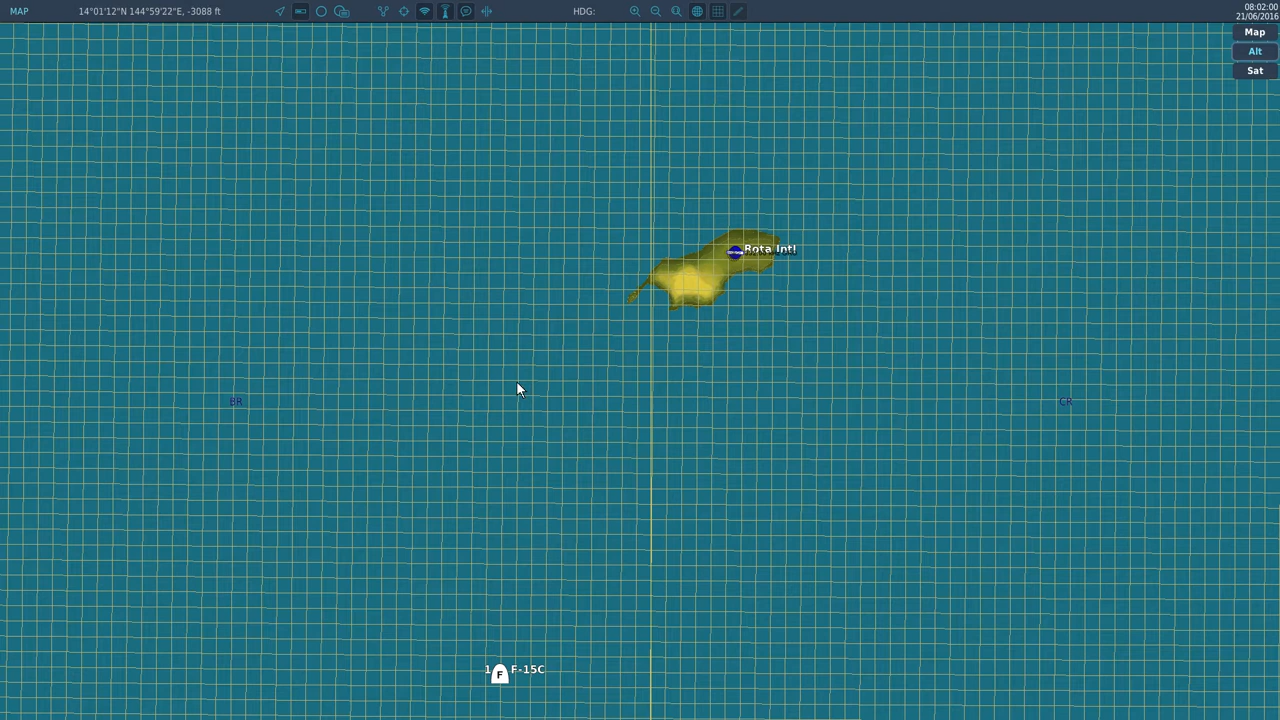 MAP 14°01'12"N 144°59'22"E, -3088 ft HDG: 08:02:00
21/06/2016
Map
Alt
Sat
Rota Intl
BR CR
1 F F-15C